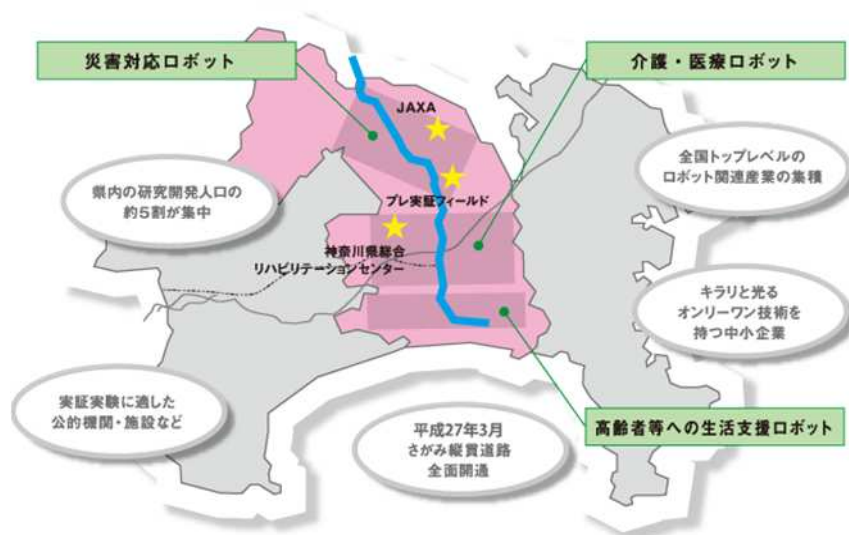 災害対応ロボット
介護・医療ロボット
JAXA
全国トップレベルの
ロボット関連産業の集積
県内の研究開発人口の
約5割が集中
プレ実証フィールド
神奈川県総合
リハビリテーションセンター
キラリと光る
オンリーワン技術を
持つ中小企業
実証実験に適した
公的機関・施設など
平成27年3月
さがみ縦貫道路
全面開通
高齢者等への生活支援ロボット